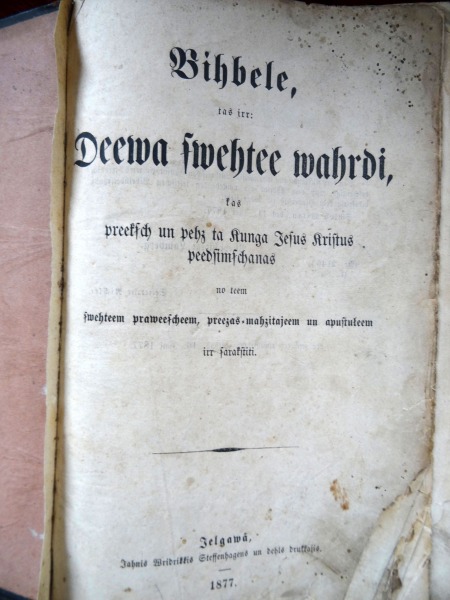 Bihbele,
tas irr:
Deewa ſwehtee wahrdi,
kas
preekſch un pehz ta Kunga Jeſus Kriſtus
peedſimſchanas
no teem
ſwehteem praweeſcheem, preezas-mahzitajeem un apuſtuleem
irr ſarakſtiti.
Jelgawâ,
Jahnis Wridrikkis Steffenhagens un dehls drukkajis.
1877.